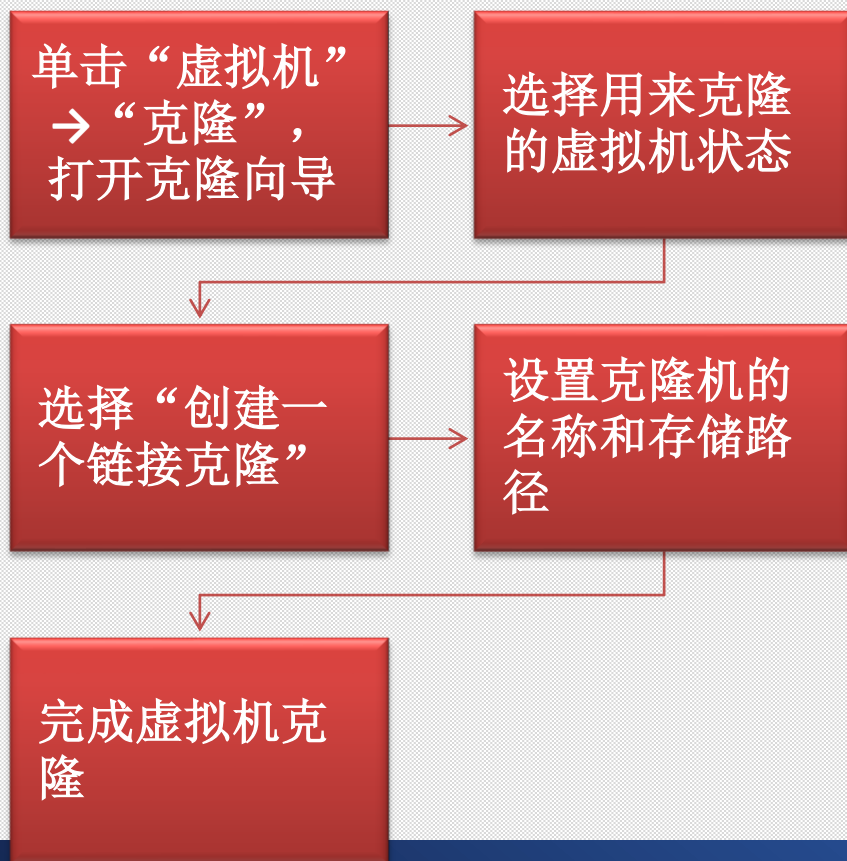 单击“虚拟机”
→“克隆”，
打开克隆向导
选择用来克隆
的虚拟机状态
选择“创建一
个链接克隆”
设置克隆机的
名称和存储路
径
完成虚拟机克
隆